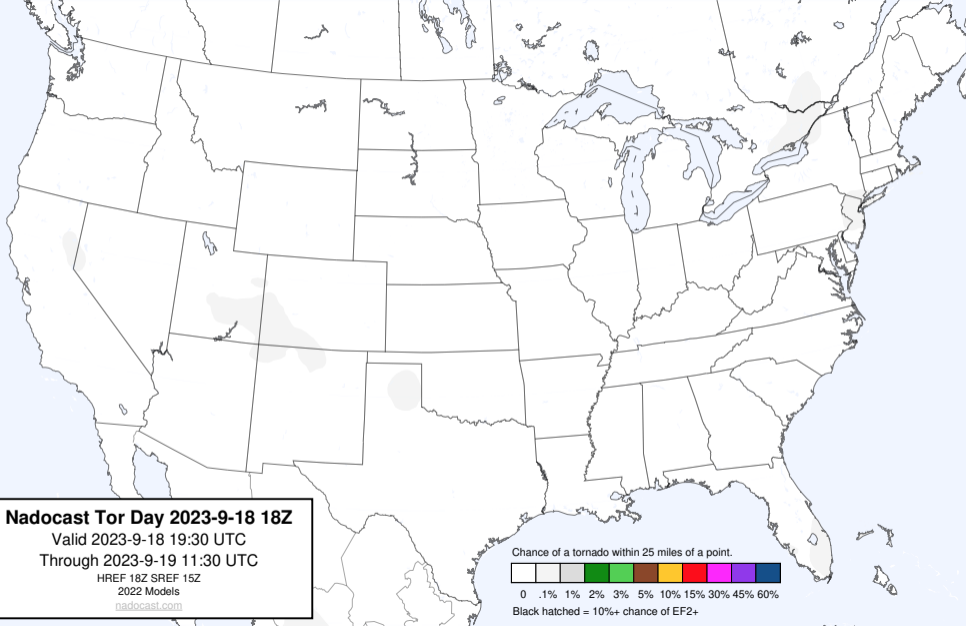 Nadocast Tor Day 2023-9-18 18Z
Valid 2023-9-18 19:30 UTC
Through 2023-9-19 11:30 UTC
HREF 18Z SREF 15Z
2022 Models
nadocast.com
Chance of a tornado within 25 miles of a point.
0 .1% 1% 2% 3% 5% 10% 15% 30% 45% 60%
Black hatched = 10%+ chance of EF2+